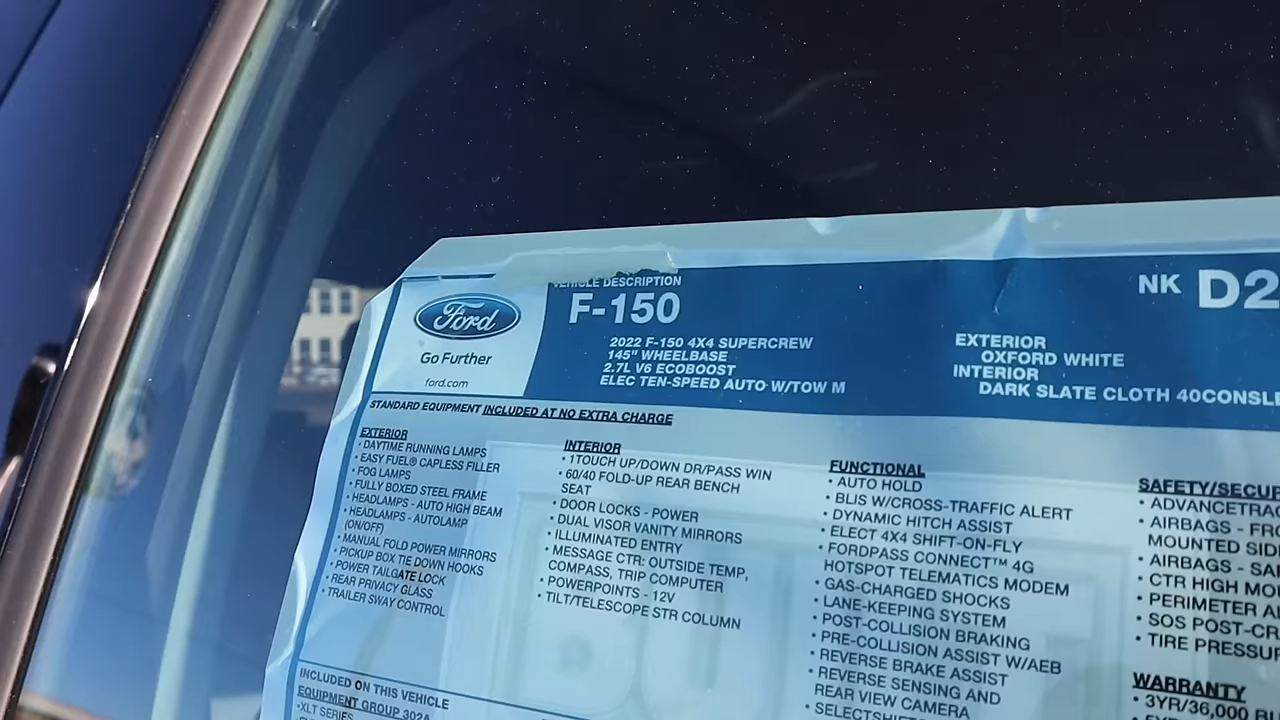 VEHICLE DESCRIPTION
F-150
NK D2
Ford
Go Further
ford.com
2022 F-150 4X4 SUPERCREW
145" WHEELBASE
2.7L V6 ECOBOOST
ELEC TEN-SPEED AUTO W/TOW M
EXTERIOR
OXFORD WHITE
INTERIOR
DARK SLATE CLOTH 40CONSLE
STANDARD EQUIPMENT INCLUDED AT NO EXTRA CHARGE
EXTERIOR
• DAYTIME RUNNING LAMPS
• EASY FUEL® CAPLESS FILLER
• FOG LAMPS
• FULLY BOXED STEEL FRAME
• HEADLAMPS - AUTO HIGH BEAM
• HEADLAMPS - AUTOLAMP
(ON/OFF)
• MANUAL FOLD POWER MIRRORS
• PICKUP BOX TIE DOWN HOOKS
• POWER TAILGATE LOCK
• REAR PRIVACY GLASS
• TRAILER SWAY CONTROL
INTERIOR
• 1TOUCH UP/DOWN DR/PASS WIN
• 60/40 FOLD-UP REAR BENCH
SEAT
• DOOR LOCKS - POWER
• DUAL VISOR VANITY MIRRORS
• ILLUMINATED ENTRY
• MESSAGE CTR: OUTSIDE TEMP,
COMPASS, TRIP COMPUTER
• POWERPOINTS - 12V
• TILT/TELESCOPE STR COLUMN
FUNCTIONAL
• AUTO HOLD
• BLIS W/CROSS-TRAFFIC ALERT
• DYNAMIC HITCH ASSIST
• ELECT 4X4 SHIFT-ON-FLY
• FORDPASS CONNECT™ 4G
HOTSPOT TELEMATICS MODEM
• GAS-CHARGED SHOCKS
• LANE-KEEPING SYSTEM
• POST-COLLISION BRAKING
• PRE-COLLISION ASSIST W/AEB
• REVERSE BRAKE ASSIST
• REVERSE SENSING AND
REAR VIEW CAMERA
• SELECTSHIFT
SAFETY/SECUR
• ADVANCETRAC
• AIRBAGS - FRO
MOUNTED SIDE
• AIRBAGS - SA
• CTR HIGH MO
• PERIMETER AL
• SOS POST-CR
• TIRE PRESSUR
WARRANTY
• 3YR/36,000 BU
INCLUDED ON THIS VEHICLE
EQUIPMENT GROUP 302A
•XLT SERIES